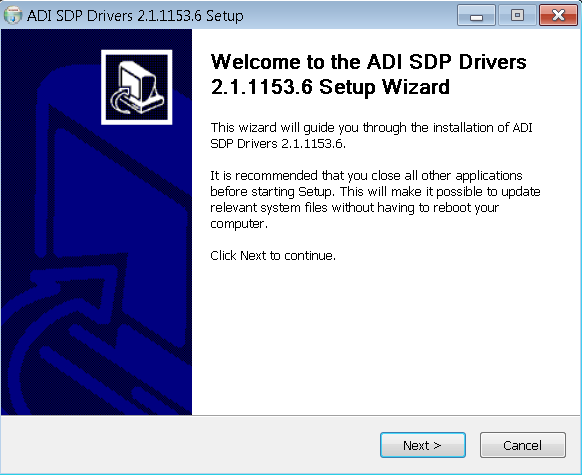 ADI SDP Drivers 2.1.1153.6 Setup
Welcome to the ADI SDP Drivers
2.1.1153.6 Setup Wizard
This wizard will guide you through the installation of ADI
SDP Drivers 2.1.1153.6.
It is recommended that you close all other applications
before starting Setup. This will make it possible to update
relevant system files without having to reboot your
computer.
Click Next to continue.
Next >
Cancel